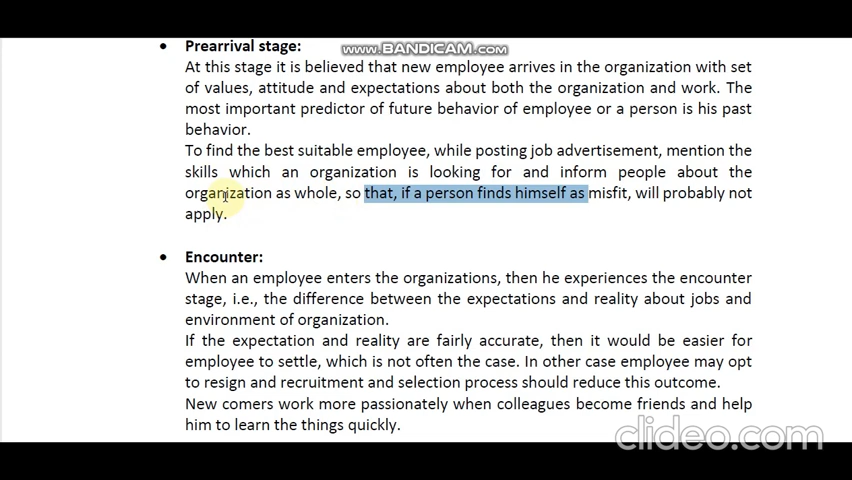 Prearrival stage:
www.BANDICAM.com
At this stage it is believed that new employee arrives in the organization with set
of values, attitude and expectations about both the organization and work. The
most important predictor of future behavior of employee or a person is his past
behavior.
To find the best suitable employee, while posting job advertisement, mention the
skills which an organization is looking for and inform people about the
organization as whole, so that, if a person finds himself as misfit, will probably not
apply.
Encounter:
When an employee enters the organizations, then he experiences the encounter
stage, i.e., the difference between the expectations and reality about jobs and
environment of organization.
If the expectation and reality are fairly accurate, then it would be easier for
employee to settle, which is not often the case. In other case employee may opt
to resign and recruitment and selection process should reduce this outcome.
New comers work more passionately when colleagues become friends and help
him to learn the things quickly.
clideo.com